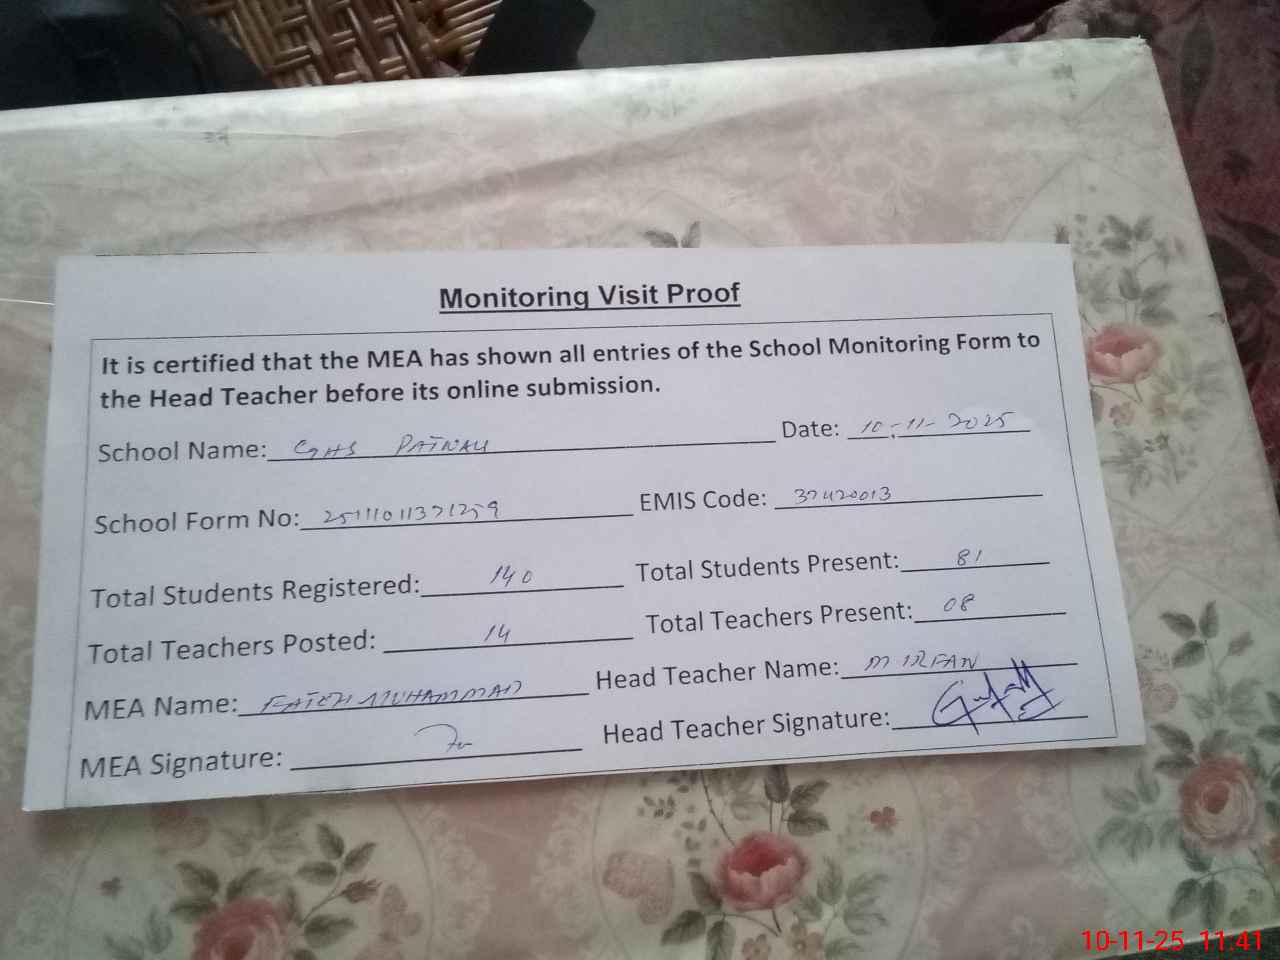 Monitoring Visit Proof
It is certified that the MEA has shown all entries of the School Monitoring Form to
the Head Teacher before its online submission.
School Name: GHS PATWALI Date: 10-11-2025
School Form No: 25111011371259 EMIS Code: 37420013
Total Students Registered: 140 Total Students Present: 81
Total Teachers Posted: 14 Total Teachers Present: 08
MEA Name: FATEH MUHAMMAD Head Teacher Name: M IRFAN
MEA Signature: Head Teacher Signature:
10-11-25 11:41